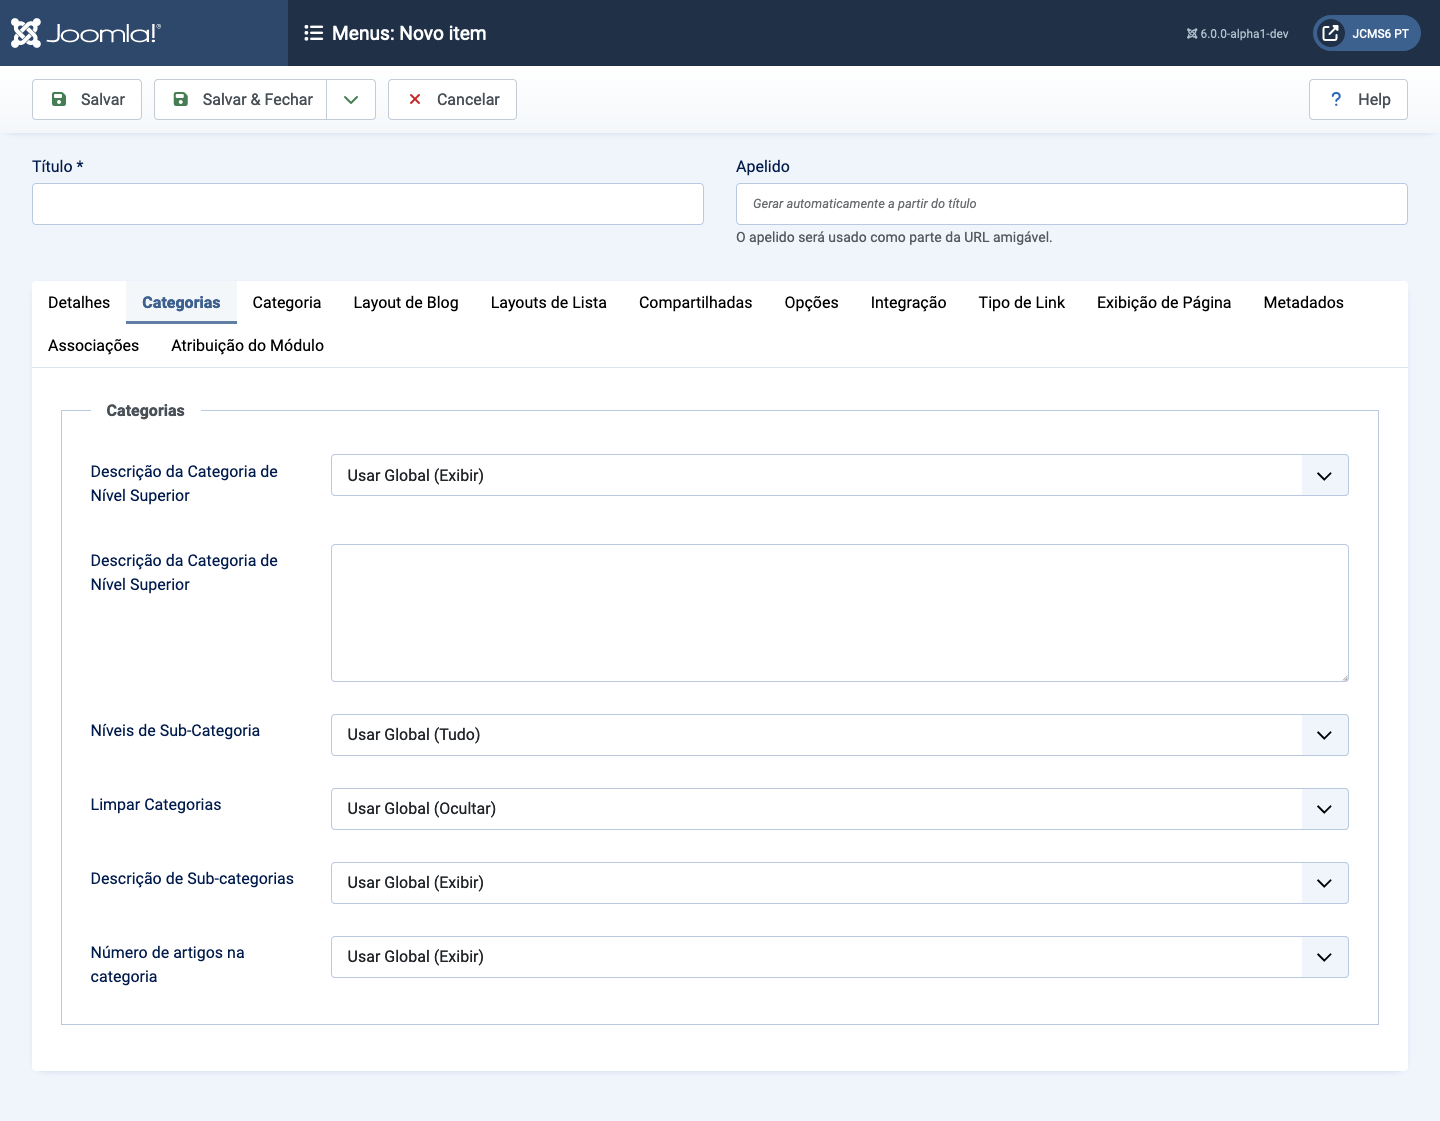 Joomla!®
Menus: Novo item
6.0.0-alpha1-dev
JCMS6 PT
Salvar
Salvar & Fechar
Cancelar
? Help
Título *
Apelido
Gerar automaticamente a partir do título
O apelido será usado como parte da URL amigável.
Detalhes Categorias Categoria Layout de Blog Layouts de Lista Compartilhadas Opções Integração Tipo de Link Exibição de Página Metadados
Associações Atribuição do Módulo
Categorias
Descrição da Categoria de
Nível Superior
Usar Global (Exibir)
Descrição da Categoria de
Nível Superior
Níveis de Sub-Categoria
Usar Global (Tudo)
Limpar Categorias
Usar Global (Ocultar)
Descrição de Sub-categorias
Usar Global (Exibir)
Número de artigos na
categoria
Usar Global (Exibir)